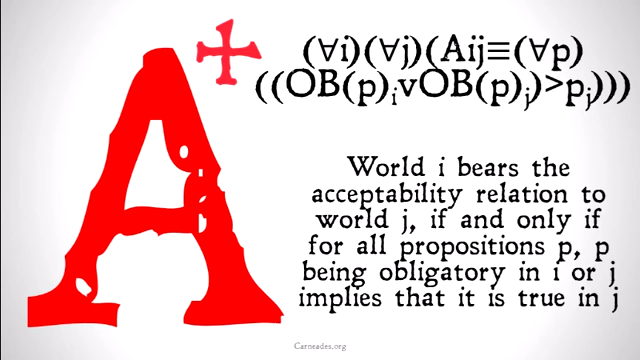 A
(∀i)(∀j)(Aij≡(∀p)
((OB(p)ᵢvOB(p)ⱼ)>pⱼ)))
World i bears the
acceptability relation to
world j, if and only if
for all propositions p, p
being obligatory in i or j
implies that it is true in j
Carneades.org